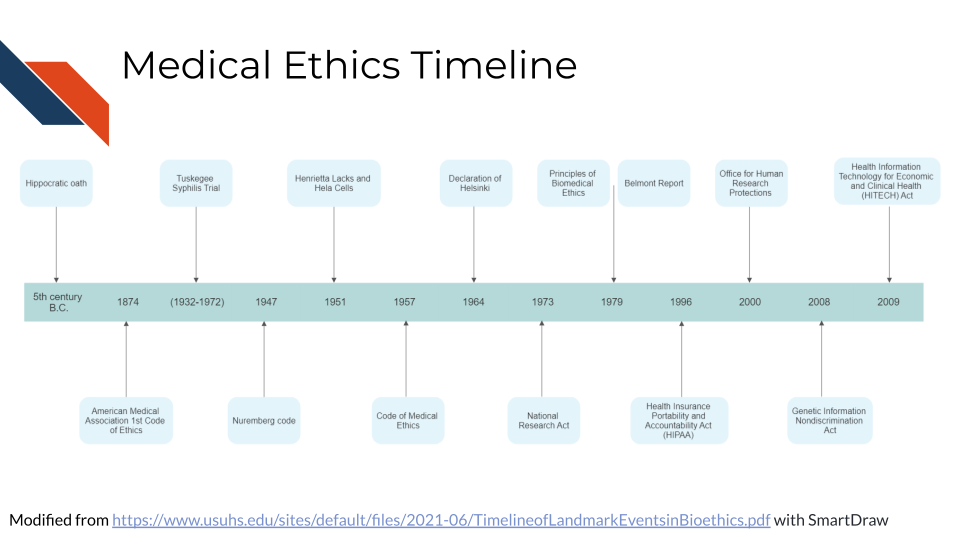 Medical Ethics Timeline
Hippocratic oath
Tuskegee
Syphilis Trial
Henrietta Lacks and
Hela Cells
Declaration of
Helsinki
Principles of
Biomedical
Ethics
Belmont Report
Office for Human
Research
Protections
Health Information
Technology for Economic
and Clinical Health
(HITECH) Act
5th century
B.C.
1874
(1932-1972)
1947
1951
1957
1964
1973
1979
1996
2000
2008
2009
American Medical
Association 1st Code
of Ethics
Nuremberg code
Code of Medical
Ethics
National
Research Act
Health Insurance
Portability and
Accountability Act
(HIPAA)
Genetic Information
Nondiscrimination
Act
Modified from https://www.usuhs.edu/sites/default/files/2021-06/TimelineofLandmarkEventsinBioethics.pdf with SmartDraw